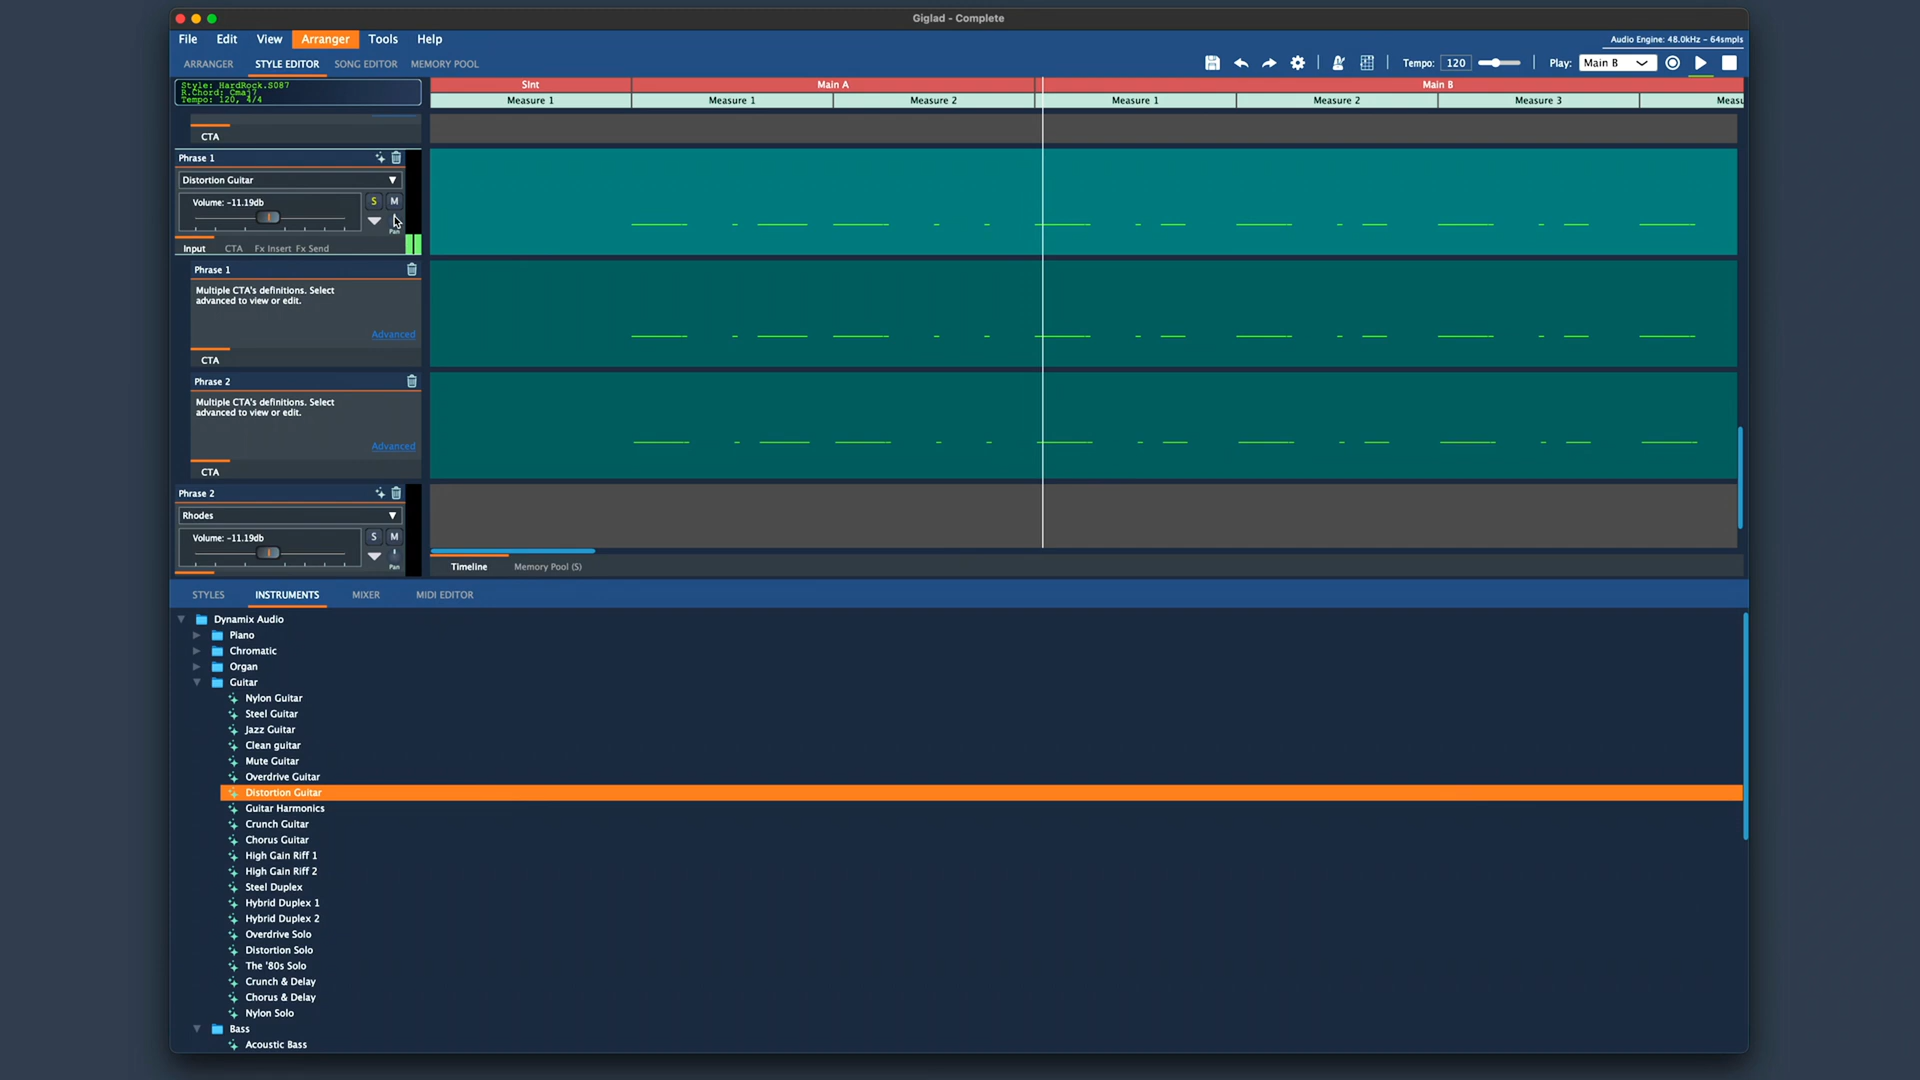 Giglad - Complete
File Edit View Arranger Tools Help
Audio Engine: 48.0kHz - 64smpls
ARRANGER STYLE EDITOR SONG EDITOR MEMORY POOL
Tempo: 120 Play: Main B
Style: HardRock.S087
R.Chord: Cmaj7
Tempo: 120, 4/4
SInt Main A Main B
Measure 1 Measure 1 Measure 2 Measure 1 Measure 2 Measure 3 Measu
CTA
Phrase 1
Distortion Guitar
Volume: -11.19db S M
Pan
Input CTA Fx Insert Fx Send
Phrase 1
Multiple CTA's definitions. Select
advanced to view or edit.
Advanced
CTA
Phrase 2
Multiple CTA's definitions. Select
advanced to view or edit.
Advanced
CTA
Phrase 2
Rhodes
Volume: -11.19db S M
Pan
Timeline Memory Pool (S)
STYLES INSTRUMENTS MIXER MIDI EDITOR
Dynamix Audio
Piano
Chromatic
Organ
Guitar
Nylon Guitar
Steel Guitar
Jazz Guitar
Clean guitar
Mute Guitar
Overdrive Guitar
Distortion Guitar
Guitar Harmonics
Crunch Guitar
Chorus Guitar
High Gain Riff 1
High Gain Riff 2
Steel Duplex
Hybrid Duplex 1
Hybrid Duplex 2
Overdrive Solo
Distortion Solo
The '80s Solo
Crunch & Delay
Chorus & Delay
Nylon Solo
Bass
Acoustic Bass